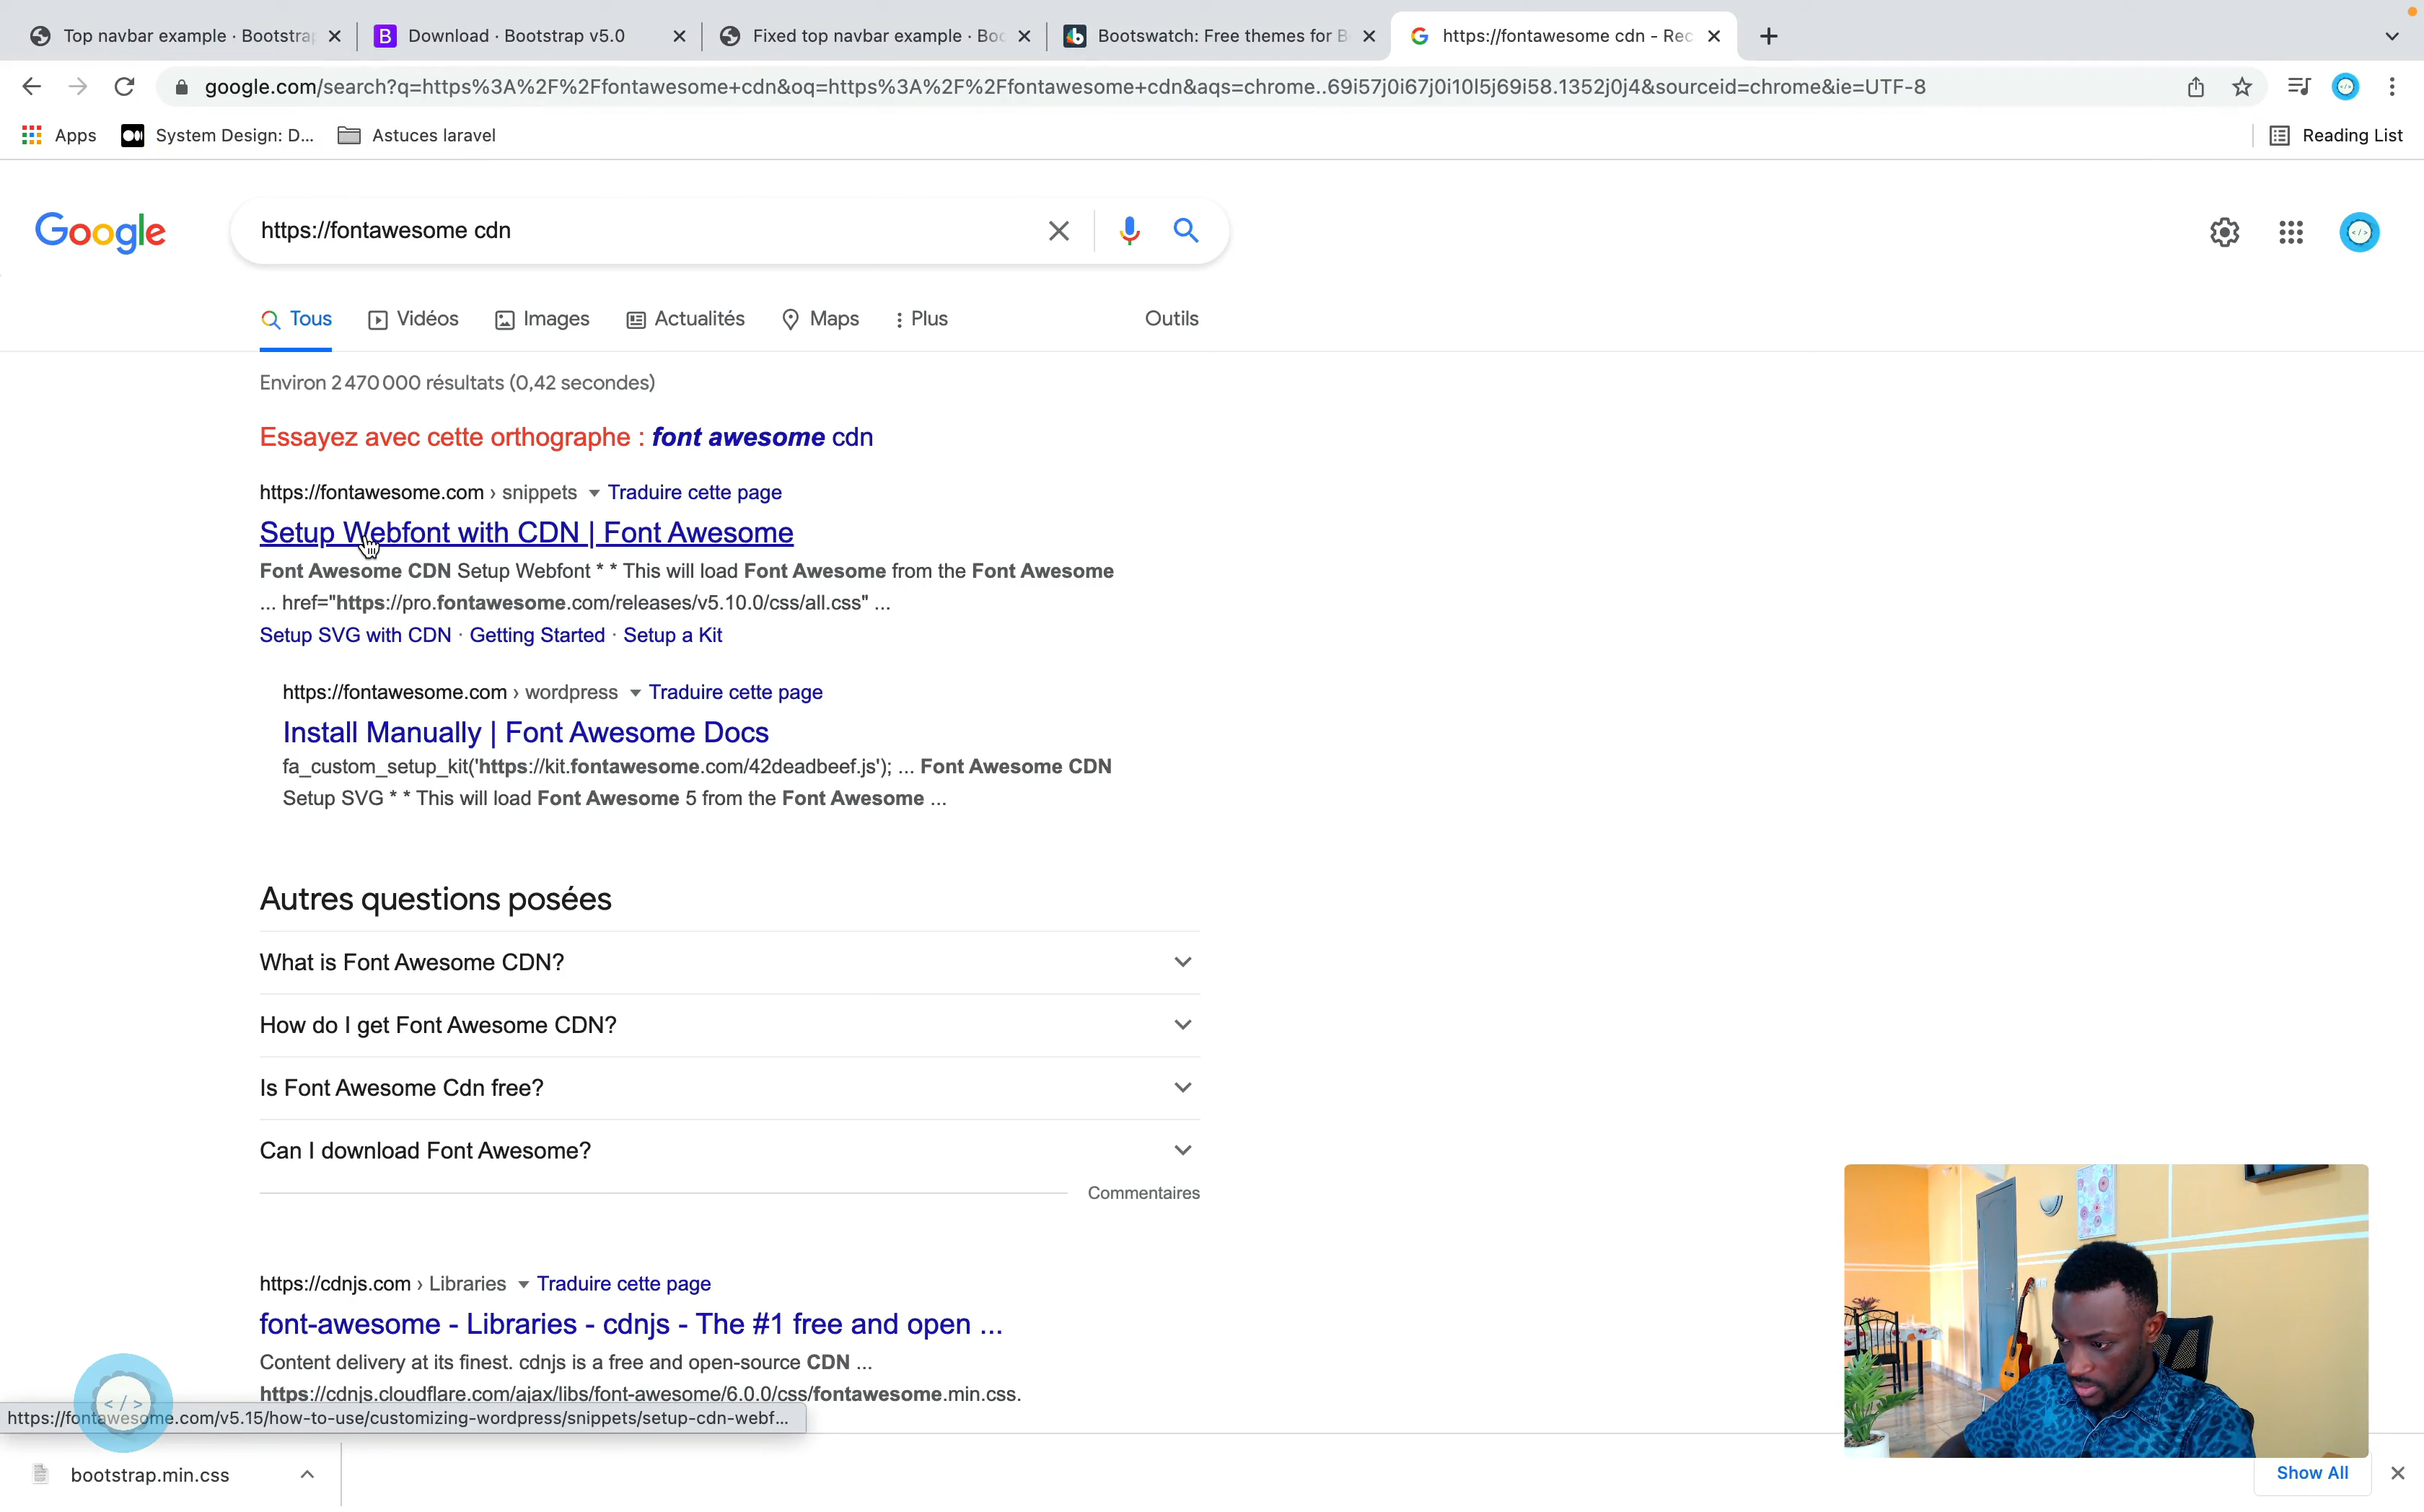 Top navbar example · Bootstrap
Download · Bootstrap v5.0
Fixed top navbar example · Boo
Bootswatch: Free themes for B
https://fontawesome cdn - Rec
google.com/search?q=https%3A%2F%2Ffontawesome+cdn&oq=https%3A%2F%2Ffontawesome+cdn&aqs=chrome..69i57j0i67j0i10l5j69i58.1352j0j4&sourceid=chrome&ie=UTF-8
Apps
System Design: D...
Astuces laravel
Reading List
Google
https://fontawesome cdn
Tous
Vidéos
Images
Actualités
Maps
Plus
Outils
Environ 2 470 000 résultats (0,42 secondes)
Essayez avec cette orthographe : font awesome cdn
https://fontawesome.com › snippets Traduire cette page
Setup Webfont with CDN | Font Awesome
Font Awesome CDN Setup Webfont * * This will load Font Awesome from the Font Awesome
... href="https://pro.fontawesome.com/releases/v5.10.0/css/all.css" ...
Setup SVG with CDN · Getting Started · Setup a Kit
https://fontawesome.com › wordpress Traduire cette page
Install Manually | Font Awesome Docs
fa_custom_setup_kit('https://kit.fontawesome.com/42deadbeef.js'); ... Font Awesome CDN
Setup SVG * * This will load Font Awesome 5 from the Font Awesome ...
Autres questions posées
What is Font Awesome CDN?
How do I get Font Awesome CDN?
Is Font Awesome Cdn free?
Can I download Font Awesome?
Commentaires
https://cdnjs.com › Libraries Traduire cette page
font-awesome - Libraries - cdnjs - The #1 free and open ...
Content delivery at its finest. cdnjs is a free and open-source CDN ...
https://cdnjs.cloudflare.com/ajax/libs/font-awesome/6.0.0/css/fontawesome.min.css.
</>
https://fontawesome.com/v5.15/how-to-use/customizing-wordpress/snippets/setup-cdn-webf...
bootstrap.min.css
Show All